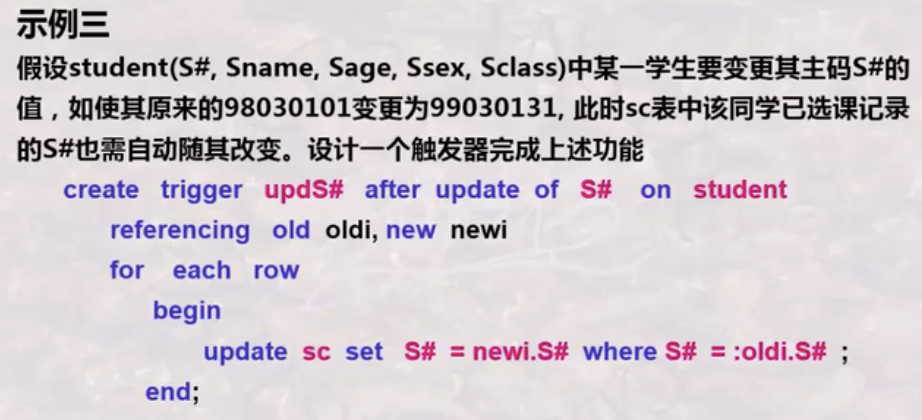 示例三
假设student(S#, Sname, Sage, Ssex, Sclass)中某一学生要变更其主码S#的
值，如使其原来的98030101变更为99030131, 此时sc表中该同学已选课记录
的S#也需自动随其改变。设计一个触发器完成上述功能
create trigger updS# after update of S# on student
referencing old oldi, new newi
for each row
begin
update sc set S# = newi.S# where S# = :oldi.S# ;
end;